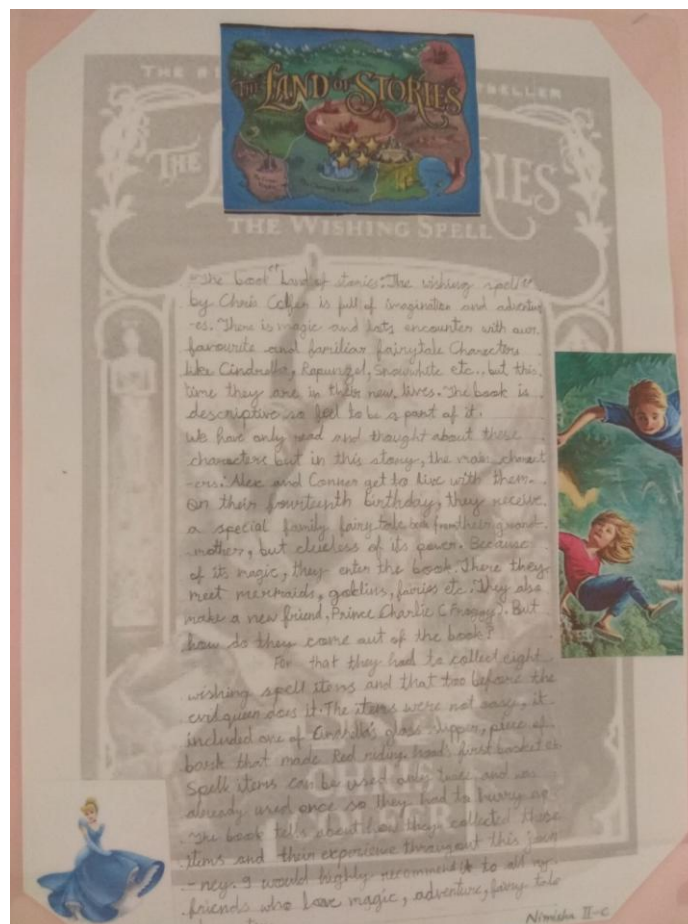 THE LAND OF STORIES
THE WISHING SPELL
"The book "Land of stories: The wishing spell"
by Chris Colfer is full of imagination and adventur
-es. There is magic and lots encounter with our
favourite and familiar fairytale Characters
like Cindrella, Rapunzel, Snowwhite etc., but this
time they are in their new lives. The book is
descriptive so feel to be a part of it.
We have only read and thought about these
characters but in this story, the main charact
-ers. Alex and Conner get to live with them.
On their fourteenth birthday, they receive
a special family fairy tale book from their grand
-mother, but clueless of its power. Because
of its magic, they enter the book. There they
meet mermaids, goblins, fairies etc. They also
make a new friend, Prince Charlie (Froggy). But
how do they come out of the book?
For that they had to collect eight
wishing spell items and that too before the
evil queen does it. The items were not easy, it
included one of glass slipper, piece of
bark that made Red riding hood's first basket
Spell items can be used only twice and was
already used once so they had to hurry up
The book tells about how they collected those
items and their experience throughout this jour
-ney. I would highly recommend it to all my
friends who love magic, adventure, fairy tale
Nimisha II-C